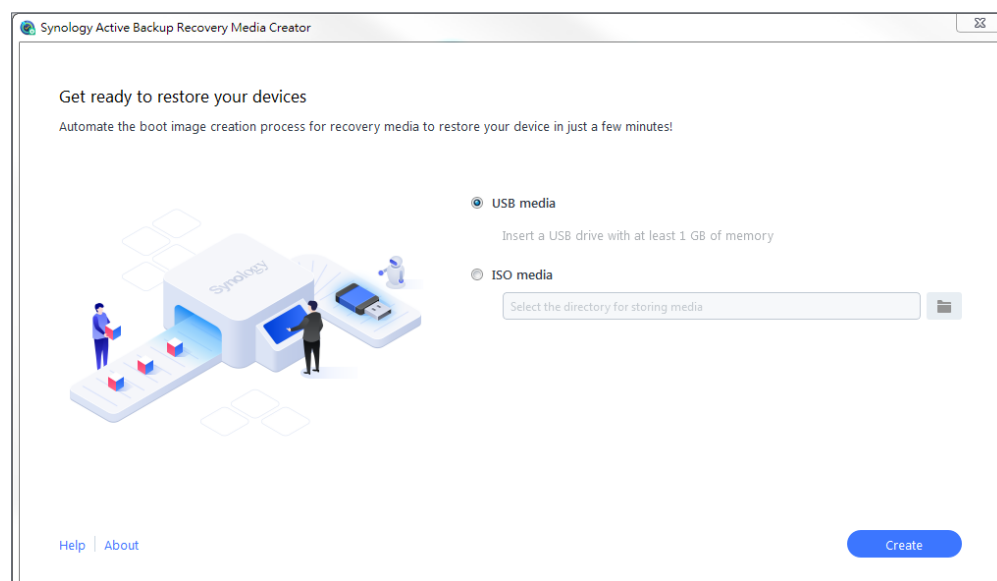 Synology Active Backup Recovery Media Creator
Get ready to restore your devices
Automate the boot image creation process for recovery media to restore your device in just a few minutes!
Synology
USB media
Insert a USB drive with at least 1 GB of memory
ISO media
Select the directory for storing media
Help
About
Create